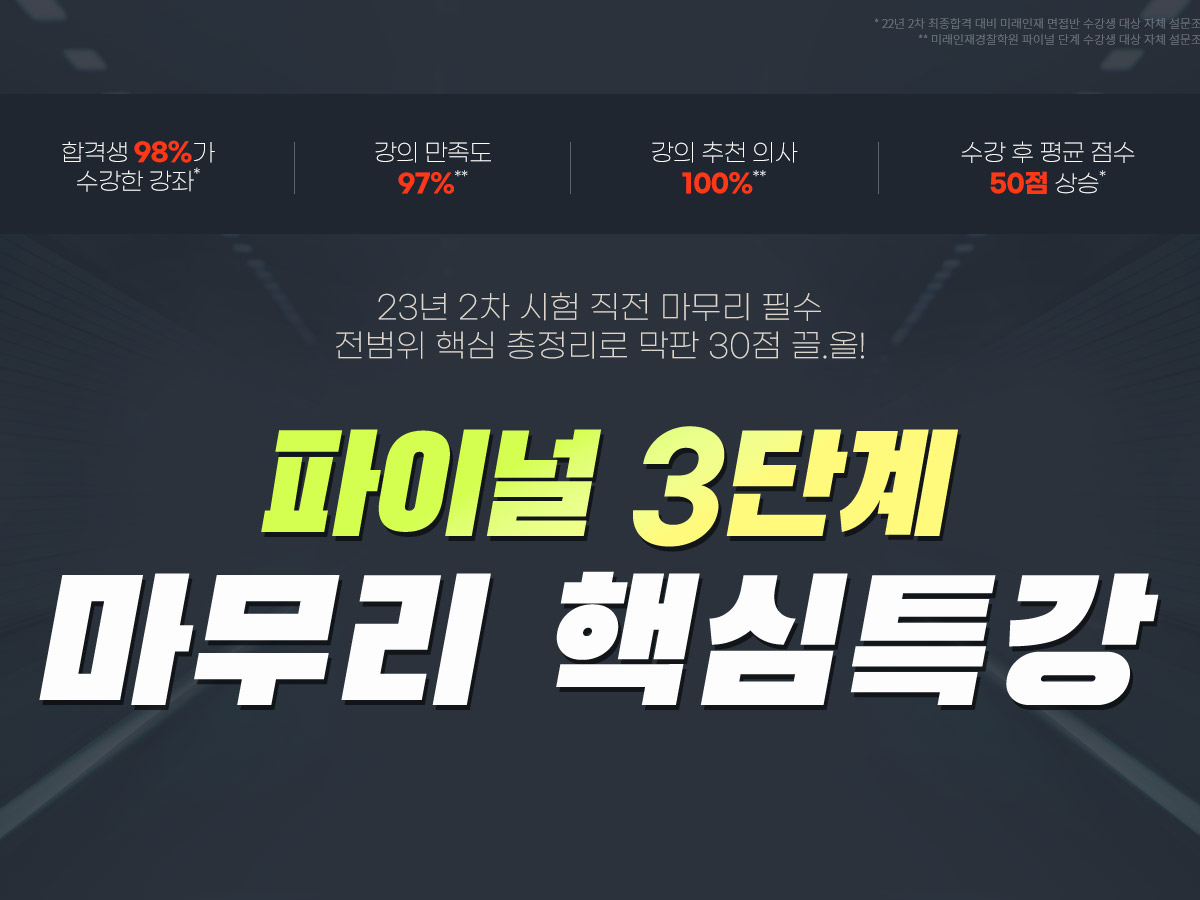 * 22년 2차 최종합격 대비 미래인재 면접반 수강생 대상 자체 설문조
** 미래인재경찰학원 파이널 단계 수강생 대상 자체 설문조
합격생 98%가
수강한 강좌*
강의 만족도
97%**
강의 추천 의사
100%**
수강 후 평균 점수
50점 상승*
23년 2차 시험 직전 마무리 필수
전범위 핵심 총정리로 막판 30점 끌.올!
파이널 3단계
마무리 핵심특강